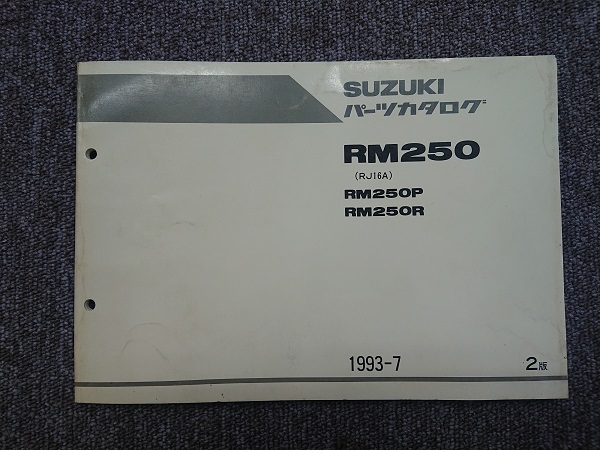 SUZUKI
パーツカタログ
RM250
(RJ16A)
RM250P
RM250R
1993-7
2版